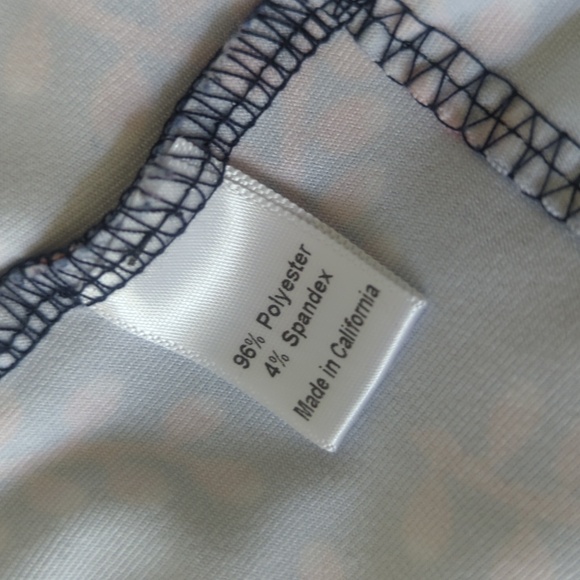 96% Polyester
4% Spandex
Made in California